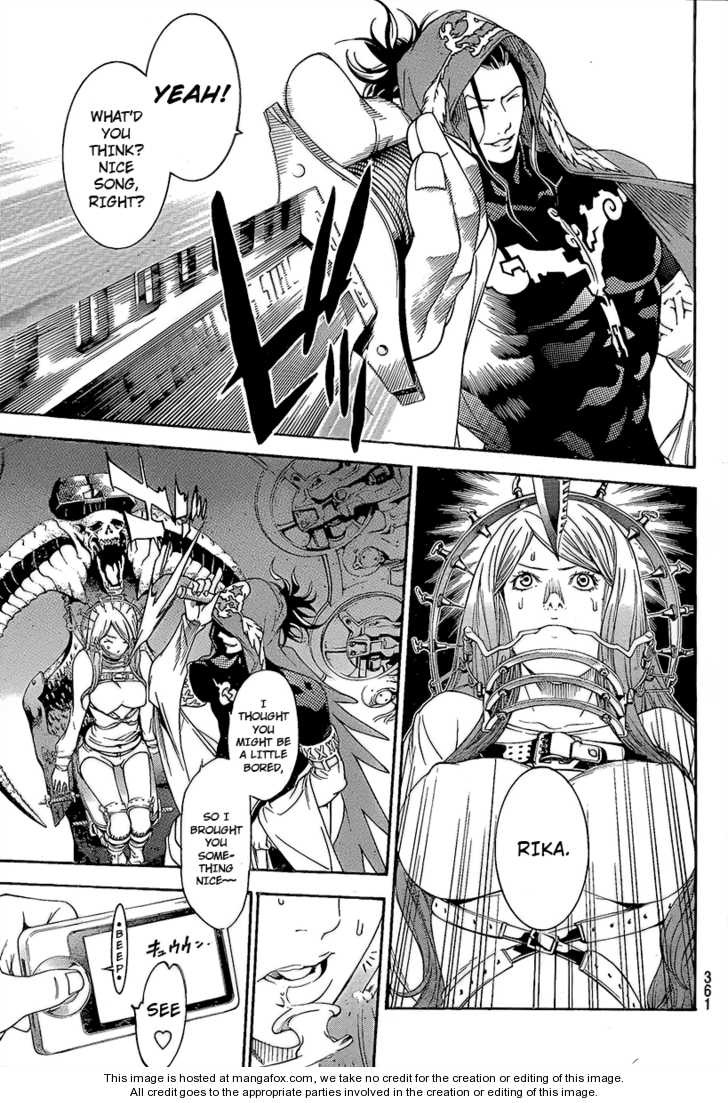 YEAH!
WHAT'D
YOU
THINK?
NICE
SONG,
RIGHT?
RIKA.
I
THOUGHT
YOU
MIGHT BE
A LITTLE
BORED,
SO I
BROUGHT
YOU
SOME-
THING
NICE~~
•BEEP•
キュウゥン..
SEE
♡
361
This image is hosted at mangafox.com, we take no credit for the creation or editing of this image.
All credit goes to the appropriate parties involved in the creation or editing of this image.